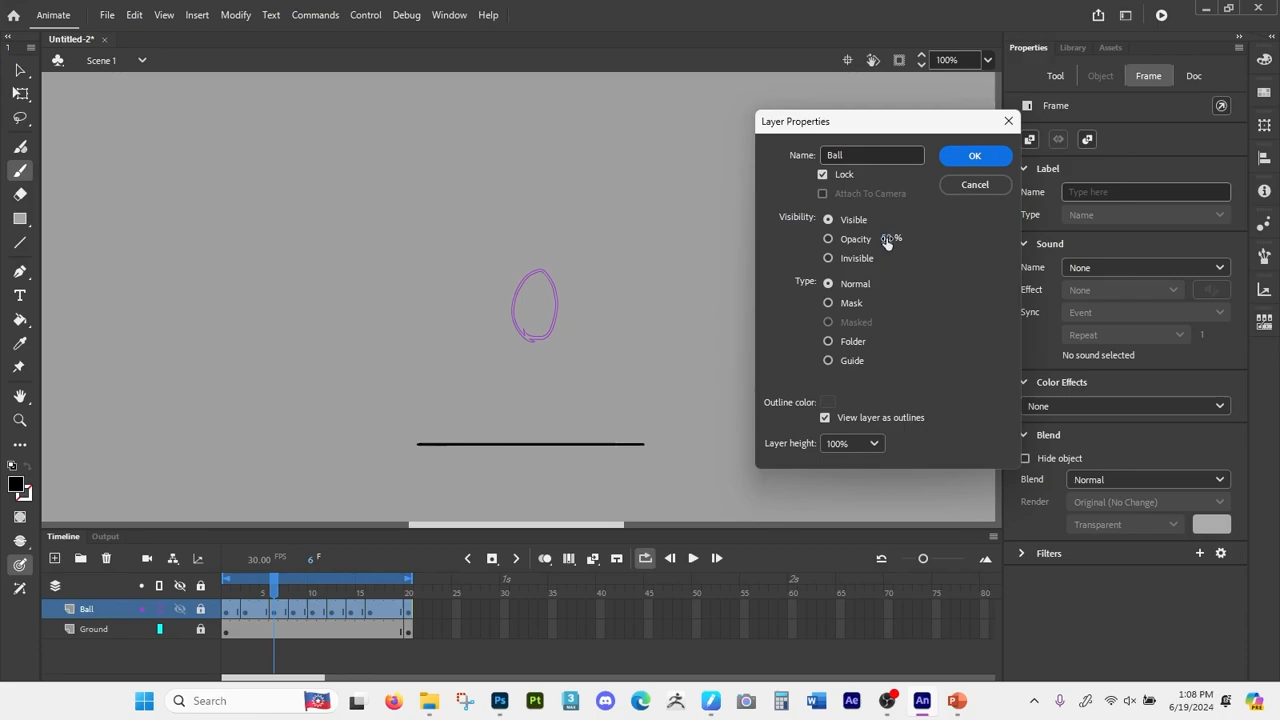 Animate File Edit View Insert Modify Text Commands Control Debug Window Help
Untitled-2*
Scene 1
100%
Properties Library Assets
Tool Object Frame Doc
Frame
Label
Name Type here
Type Name
Sound
Name None
Effect None
Sync Event
Repeat 1
No sound selected
Color Effects
None
Blend
Hide object
Blend Normal
Render Original (No Change)
Transparent
Filters
Layer Properties
Name: Ball
OK
Lock
Cancel
Attach To Camera
Visibility: Visible
Opacity
Invisible
Type: Normal
Mask
Masked
Folder
Guide
Outline color:
View layer as outlines
Layer height: 100%
Timeline Output
30.00 FPS 6 F
1s 2s
5 10 15 20 25 30 35 40 45 50 55 60 65 70 75 80
Ball
Ground
Search
1:08 PM
6/19/2024